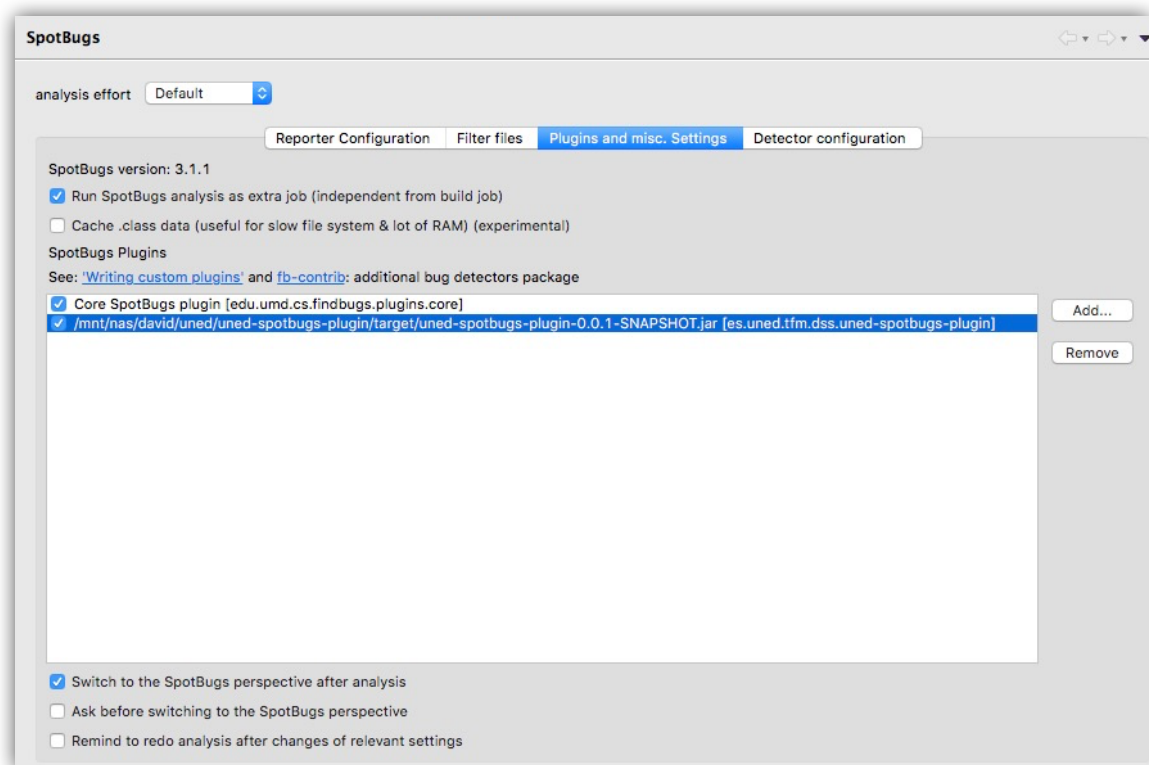 SpotBugs
analysis effort Default
Reporter Configuration Filter files Plugins and misc. Settings Detector configuration
SpotBugs version: 3.1.1
Run SpotBugs analysis as extra job (independent from build job)
Cache .class data (useful for slow file system & lot of RAM) (experimental)
SpotBugs Plugins
See: 'Writing custom plugins' and fb-contrib: additional bug detectors package
Core SpotBugs plugin [edu.umd.cs.findbugs.plugins.core]
/mnt/nas/david/uned/uned-spotbugs-plugin/target/uned-spotbugs-plugin-0.0.1-SNAPSHOT.jar [es.uned.tfm.dss.uned-spotbugs-plugin]
Add...
Remove
Switch to the SpotBugs perspective after analysis
Ask before switching to the SpotBugs perspective
Remind to redo analysis after changes of relevant settings